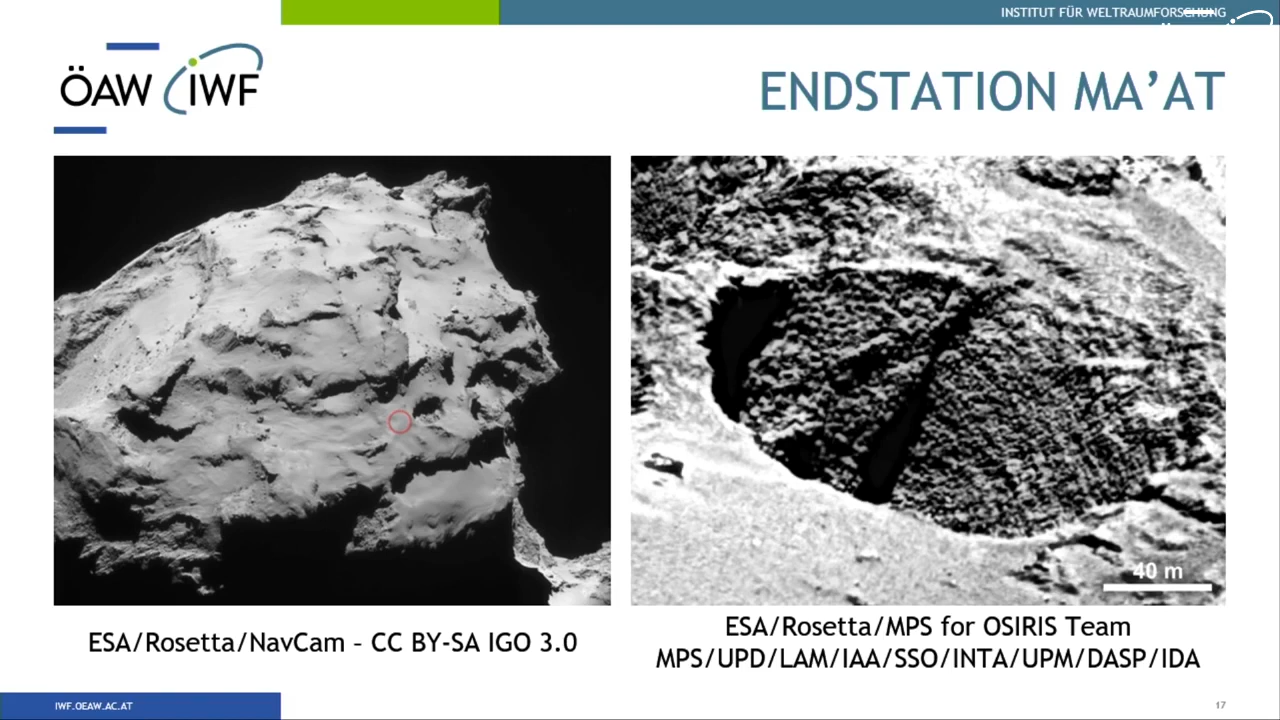 INSTITUT FÜR WELTRAUMFORSCHUNG
ÖAW IWF
ENDSTATION MA’AT
40 m
ESA/Rosetta/NavCam – CC BY-SA IGO 3.0
ESA/Rosetta/MPS for OSIRIS Team
MPS/UPD/LAM/IAA/SSO/INTA/UPM/DASP/IDA
IWF.OEAW.AC.AT
17